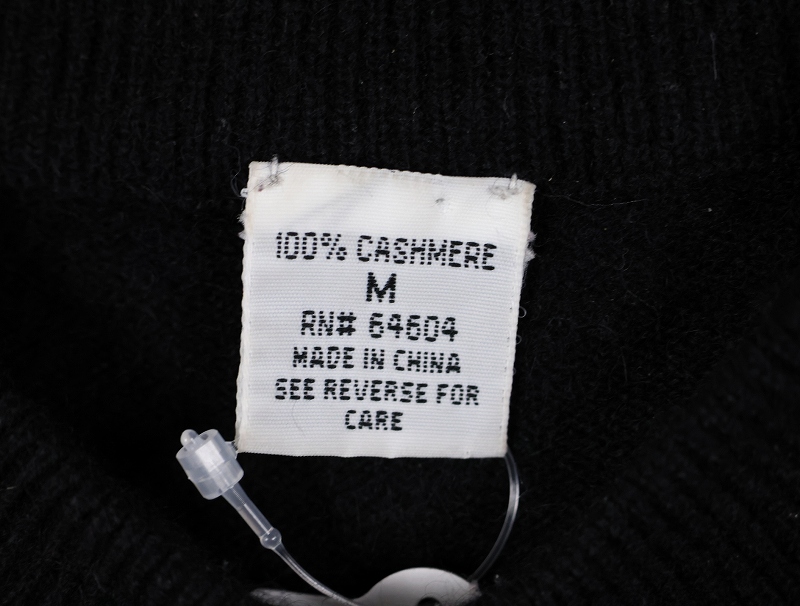 100% CASHMERE
M
RN# 64604
MADE IN CHINA
SEE REVERSE FOR
CARE